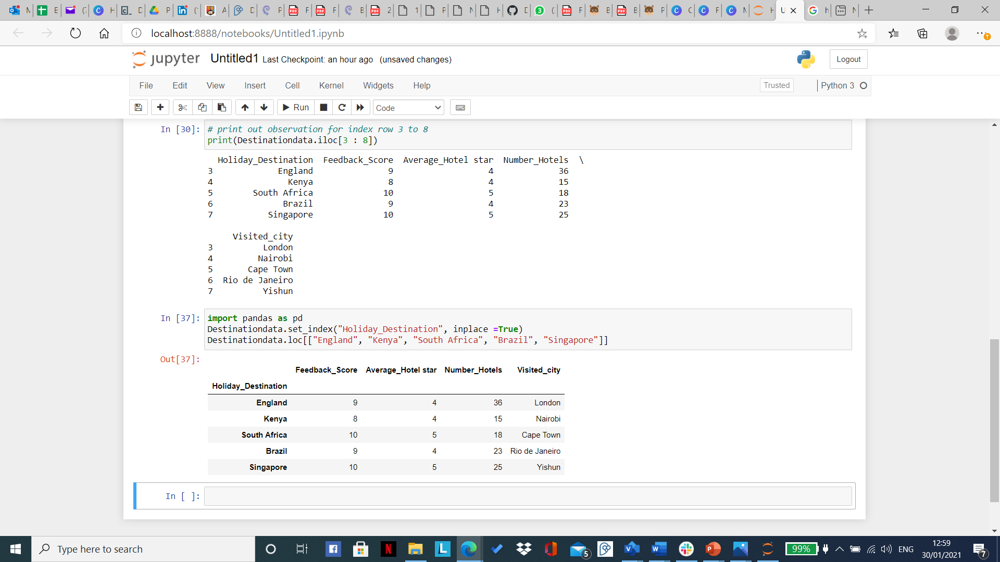 localhost:8888/notebooks/Untitled1.ipynb
jupyter Untitled1 Last Checkpoint: an hour ago (unsaved changes) Logout
File Edit View Insert Cell Kernel Widgets Help Trusted Python 3
Run Code
In [30]: # print out observation for index row 3 to 8
print(Destinationdata.iloc[3 : 8])
Holiday_Destination Feedback_Score Average_Hotel star Number_Hotels \
3 England 9 4 36
4 Kenya 8 4 15
5 South Africa 10 5 18
6 Brazil 9 4 23
7 Singapore 10 5 25
Visited_city
3 London
4 Nairobi
5 Cape Town
6 Rio de Janeiro
7 Yishun
In [37]: import pandas as pd
Destinationdata.set_index("Holiday_Destination", inplace =True)
Destinationdata.loc[["England", "Kenya", "South Africa", "Brazil", "Singapore"]]
Out[37]:
Feedback_Score Average_Hotel star Number_Hotels Visited_city
Holiday_Destination
England 9 4 36 London
Kenya 8 4 15 Nairobi
South Africa 10 5 18 Cape Town
Brazil 9 4 23 Rio de Janeiro
Singapore 10 5 25 Yishun
In [ ]:
Type here to search
5
99%
ENG
12:59
30/01/2021
7